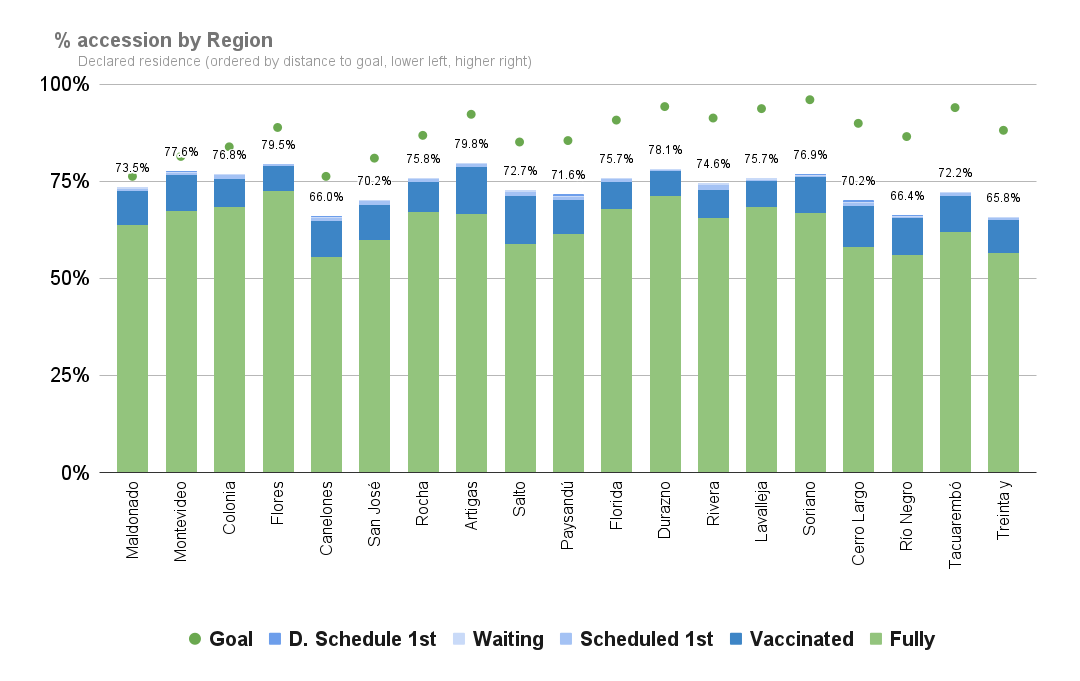 % accession by Region
Declared residence (ordered by distance to goal, lower left, higher right)
100%
75%
50%
25%
0%
73.5%
77.6%
76.8%
79.5%
66.0%
70.2%
75.8%
79.8%
72.7%
71.6%
75.7%
78.1%
74.6%
75.7%
76.9%
70.2%
66.4%
72.2%
65.8%
Maldonado
Montevideo
Colonia
Flores
Canelones
San José
Rocha
Artigas
Salto
Paysandú
Florida
Durazno
Rivera
Lavalleja
Soriano
Cerro Largo
Río Negro
Tacuarembó
Treinta y
Goal
D. Schedule 1st
Waiting
Scheduled 1st
Vaccinated
Fully